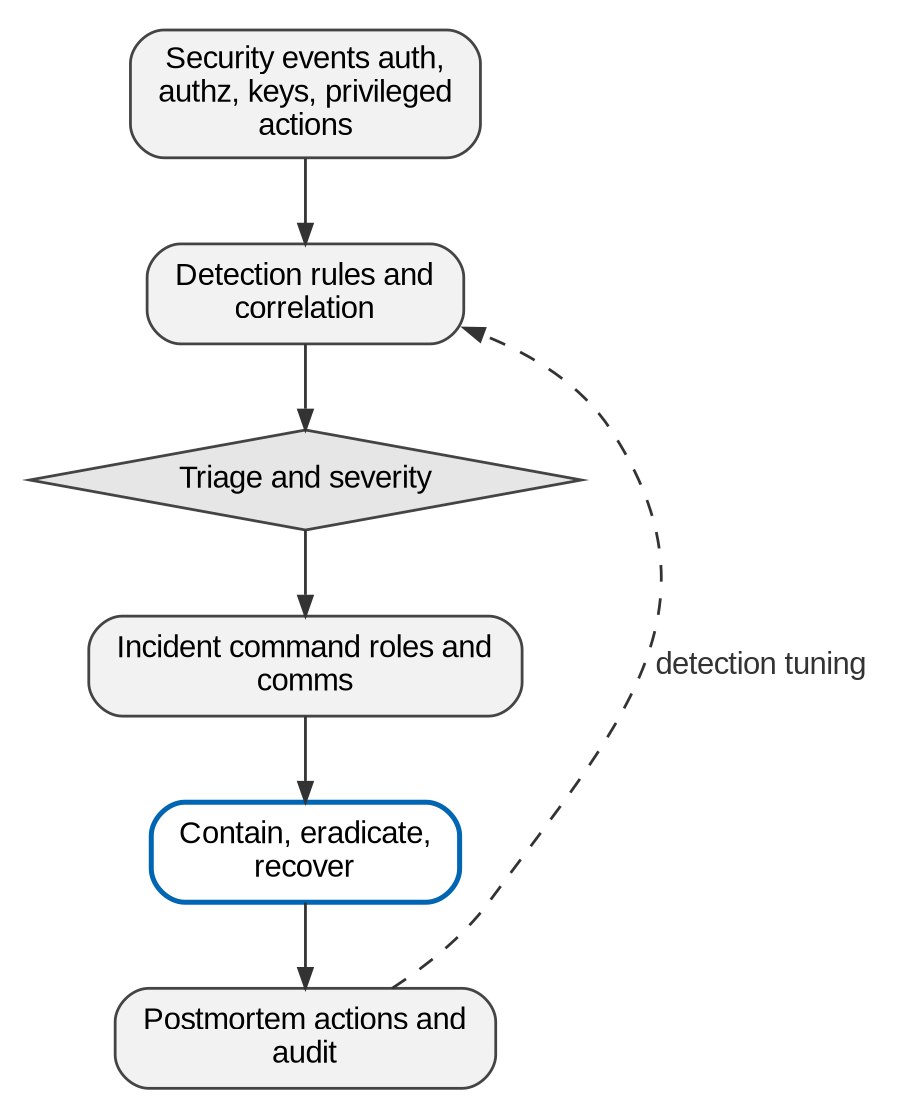 Security events auth,
authz, keys, privileged
actions
Detection rules and
correlation
Triage and severity
Incident command roles and
comms
detection tuning
Contain, eradicate,
recover
Postmortem actions and
audit